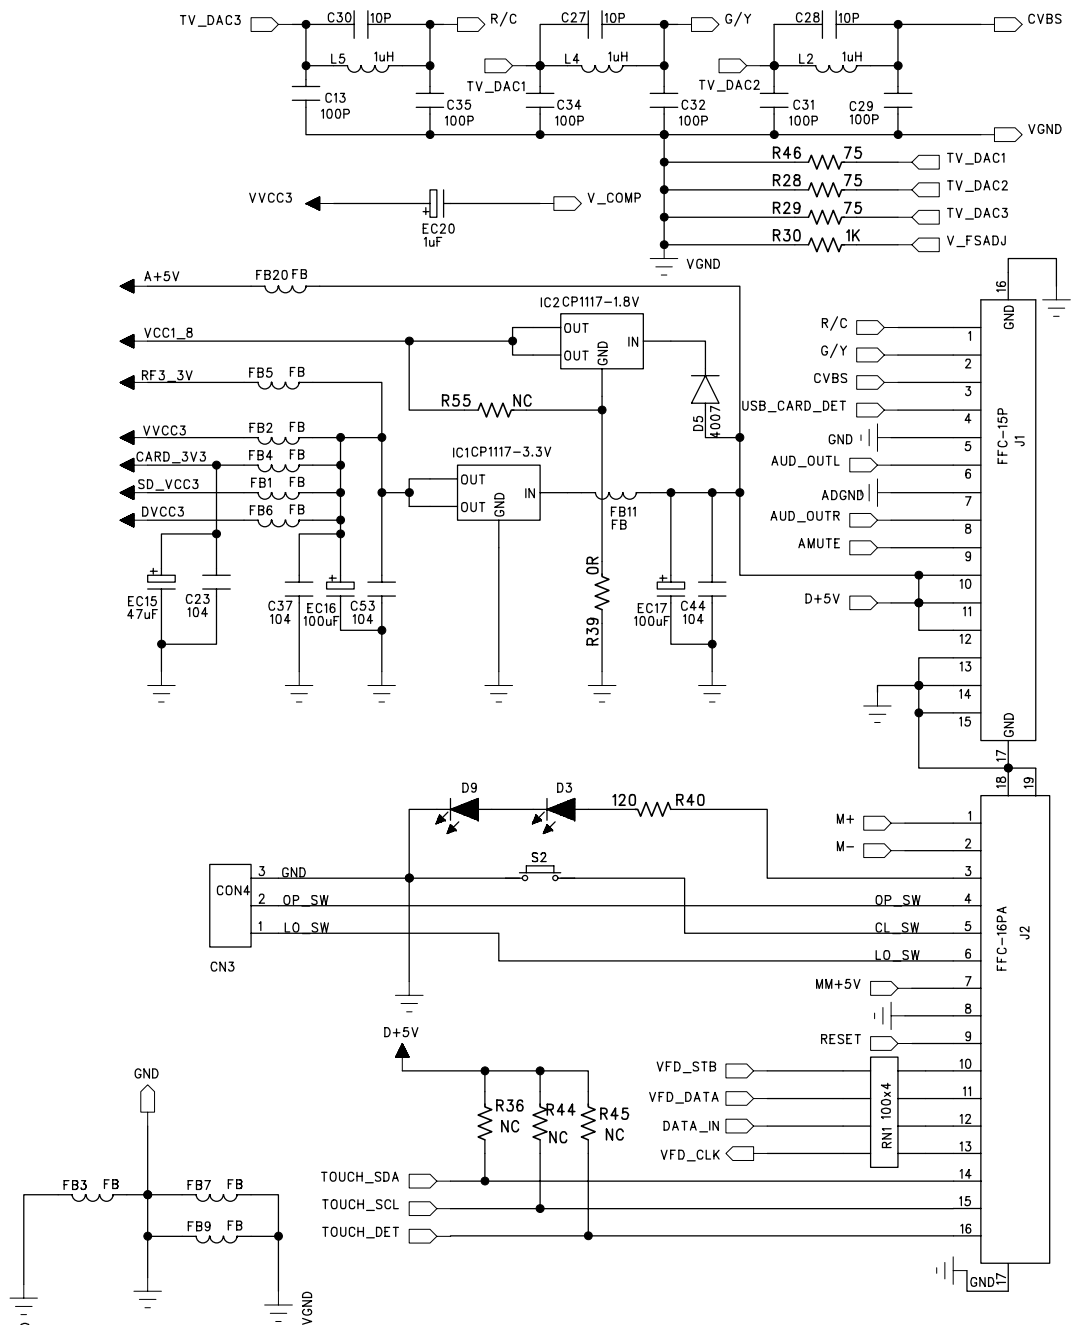 TV_DAC3 C30 10P R/C C27 10P G/Y C28 10P CVBS
L5 1uH L4 1uH L2 1uH
TV_DAC1 TV_DAC2
C13 100P C35 100P C34 100P C32 100P C31 100P C29 100P
VGND
R46 75 TV_DAC1
R28 75 TV_DAC2
R29 75 TV_DAC3
R30 1K V_FSADJ
VGND
VVCC3 + EC20 1uF V_COMP
A+5V FB20 FB
IC2 CP1117-1.8V
VCC1_8 OUT OUT IN GND
RF3_3V FB5 FB
R55 NC
D5 4007
VVCC3 FB2 FB
CARD_3V3 FB4 FB
SD_VCC3 FB1 FB
DVCC3 FB6 FB
IC1 CP1117-3.3V
OUT OUT IN GND
FB11 FB
+ EC15 47uF
C23 104
C37 104
+ EC16 100uF
C53 104
R39 0R
+ EC17 100uF
C44 104
16 GND
R/C 1
G/Y 2
CVBS 3
USB_CARD_DET 4
GND 5
AUD_OUTL 6
ADGND 7
AUD_OUTR 8
AMUTE 9
10
D+5V 11
12
13
14
15
FFC-15P J1
GND 17
18 19
D9 D3 120 R40
S2
CON4
3 GND
2 OP_SW
1 LO_SW
CN3
M+ 1
M- 2
3
OP_SW 4
CL_SW 5
LO_SW 6
MM+5V 7
8
RESET 9
VFD_STB 10
VFD_DATA 11
DATA_IN 12
VFD_CLK 13
RN1 100x4
14
15
16
FFC-16PA J2
GND 17
D+5V
R36 NC
R44 NC
R45 NC
TOUCH_SDA
TOUCH_SCL
TOUCH_DET
GND
FB3 FB FB7 FB
FB9 FB
VGND